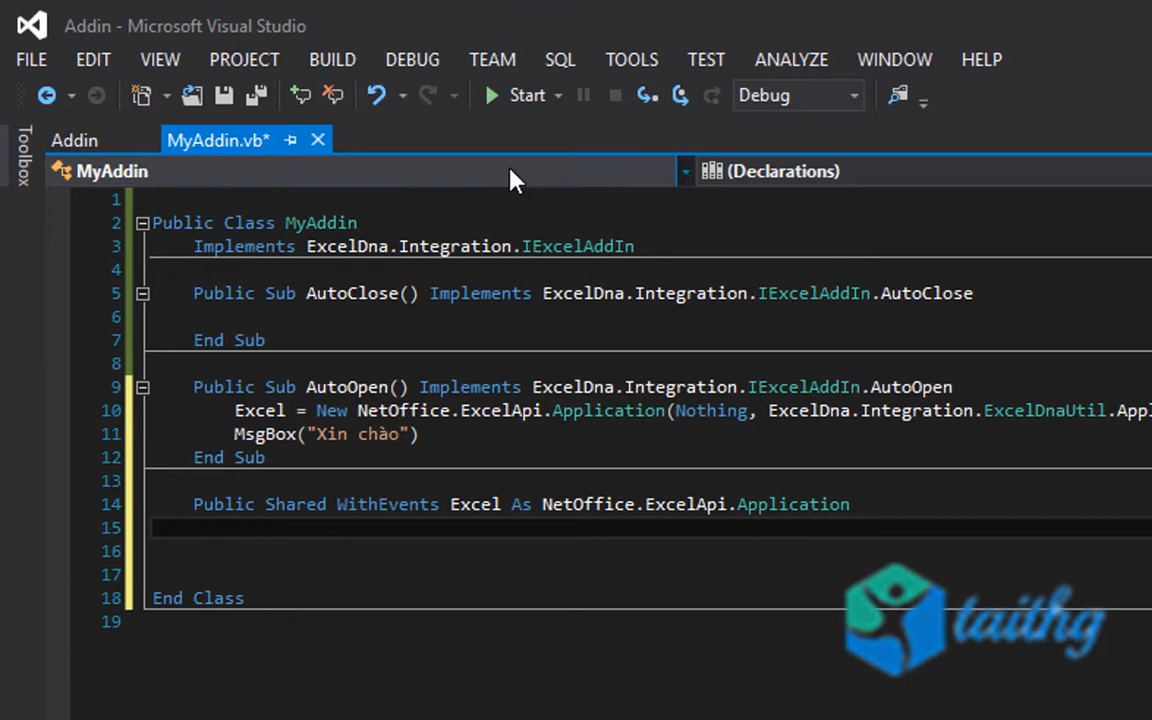 Addin - Microsoft Visual Studio
FILE EDIT VIEW PROJECT BUILD DEBUG TEAM SQL TOOLS TEST ANALYZE WINDOW HELP
Start Debug
Toolbox
Addin MyAddin.vb*
MyAddin (Declarations)
1
2 Public Class MyAddin
3 Implements ExcelDna.Integration.IExcelAddIn
4
5 Public Sub AutoClose() Implements ExcelDna.Integration.IExcelAddIn.AutoClose
6
7 End Sub
8
9 Public Sub AutoOpen() Implements ExcelDna.Integration.IExcelAddIn.AutoOpen
10 Excel = New NetOffice.ExcelApi.Application(Nothing, ExcelDna.Integration.ExcelDnaUtil.Appl
11 MsgBox("Xin chào")
12 End Sub
13
14 Public Shared WithEvents Excel As NetOffice.ExcelApi.Application
15
16
17
18 End Class
19
taithg